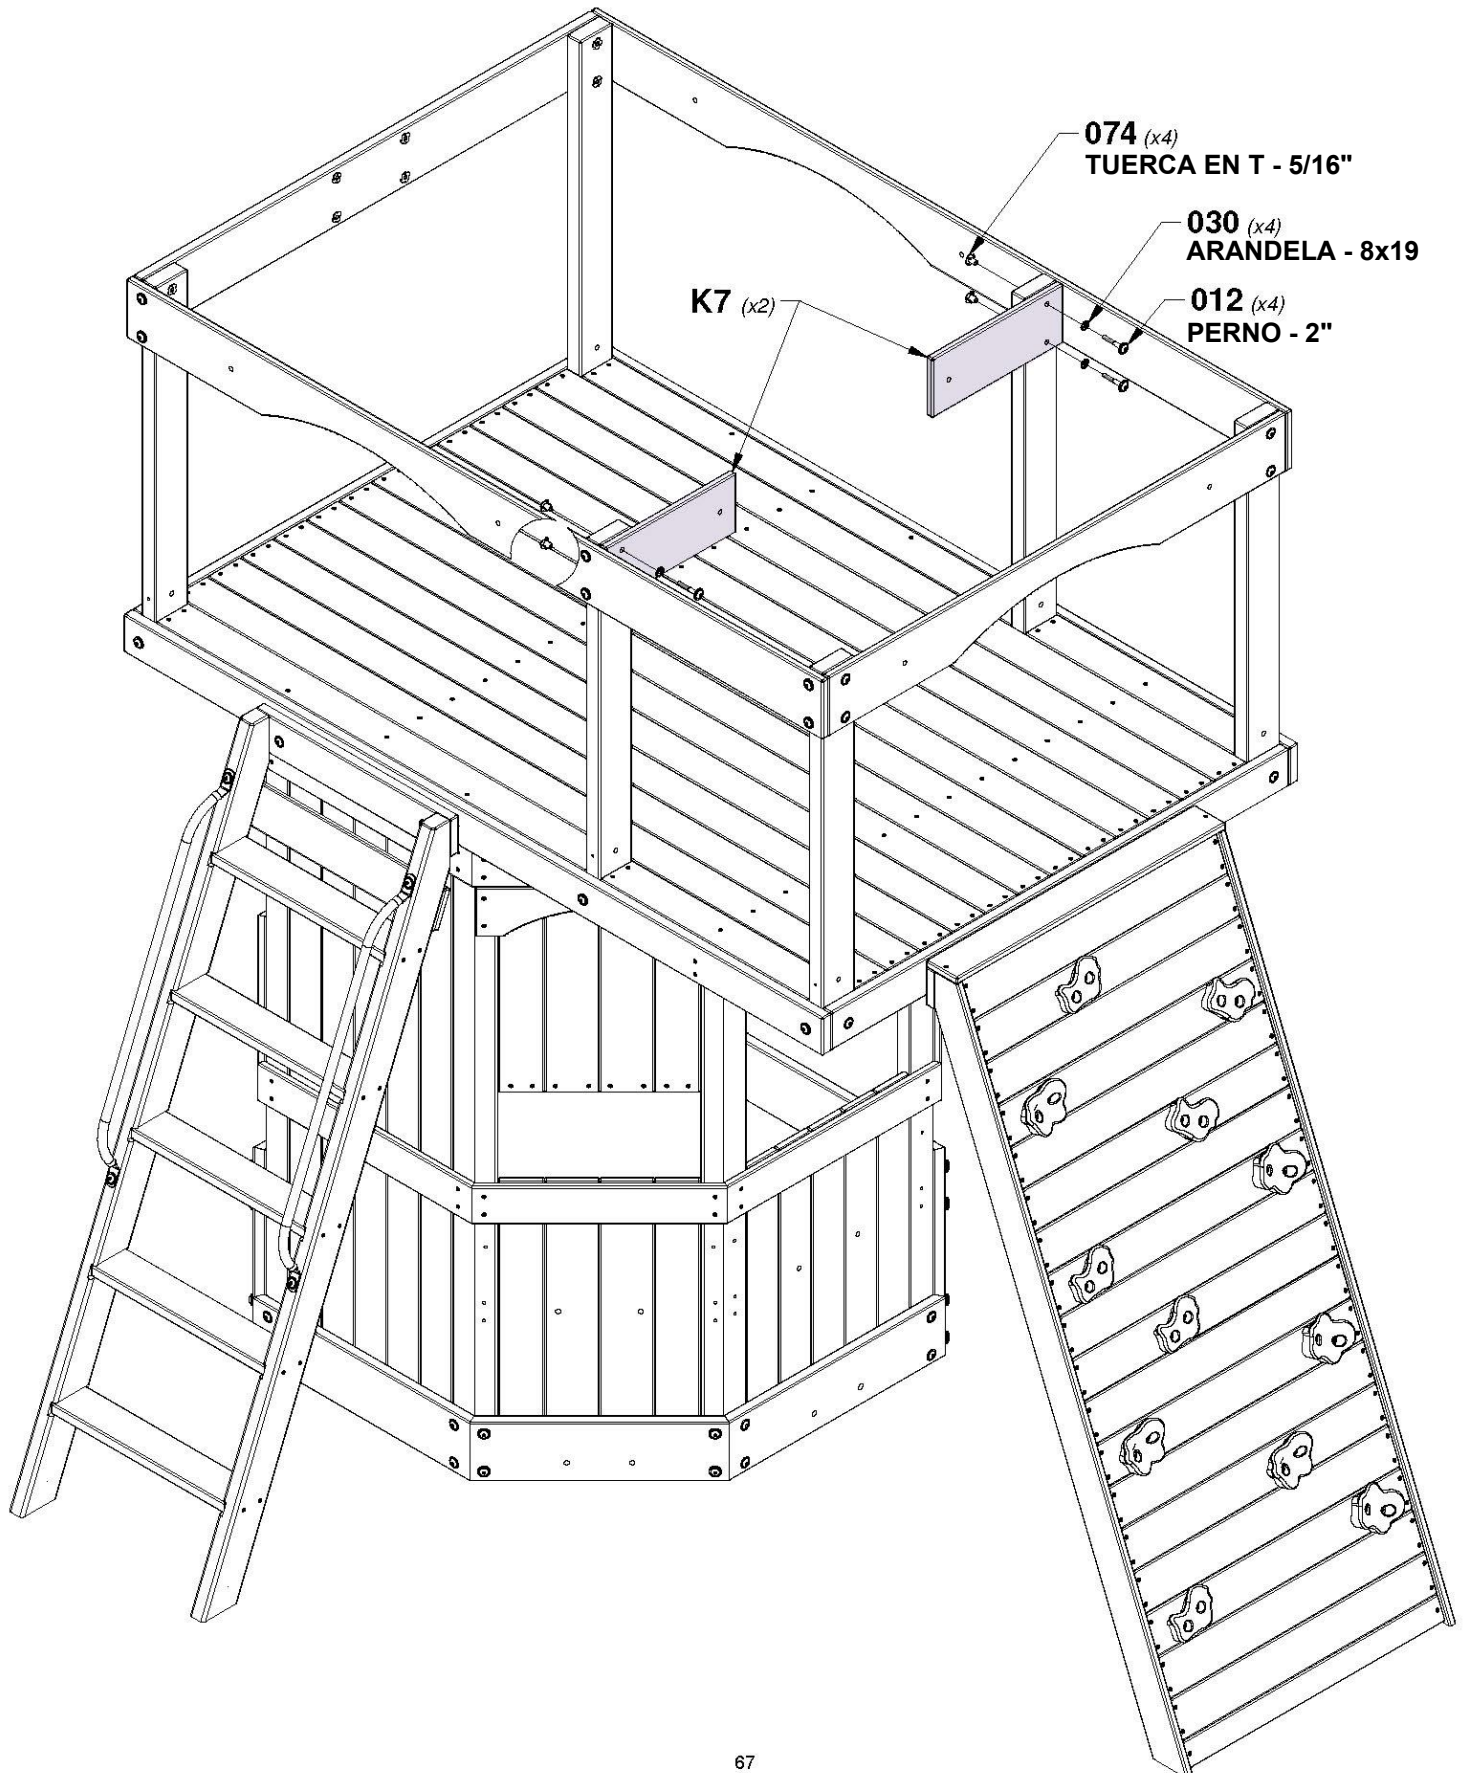 074 (x4)
TUERCA EN T - 5/16"
030 (x4)
ARANDELA - 8x19
K7 (x2)
012 (x4)
PERNO - 2"
67